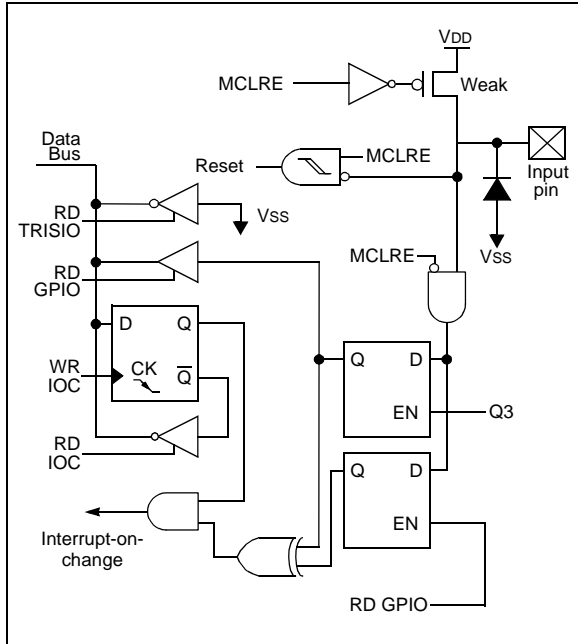 VDD
MCLRE
Weak
Data
Bus
Reset
MCLRE
Input
pin
RD
TRISIO
VSS
VSS
RD
GPIO
MCLRE
D
Q
Q
D
WR
IOC
CK
Q
EN
Q3
RD
IOC
Q
D
EN
Interrupt-on-
change
RD GPIO